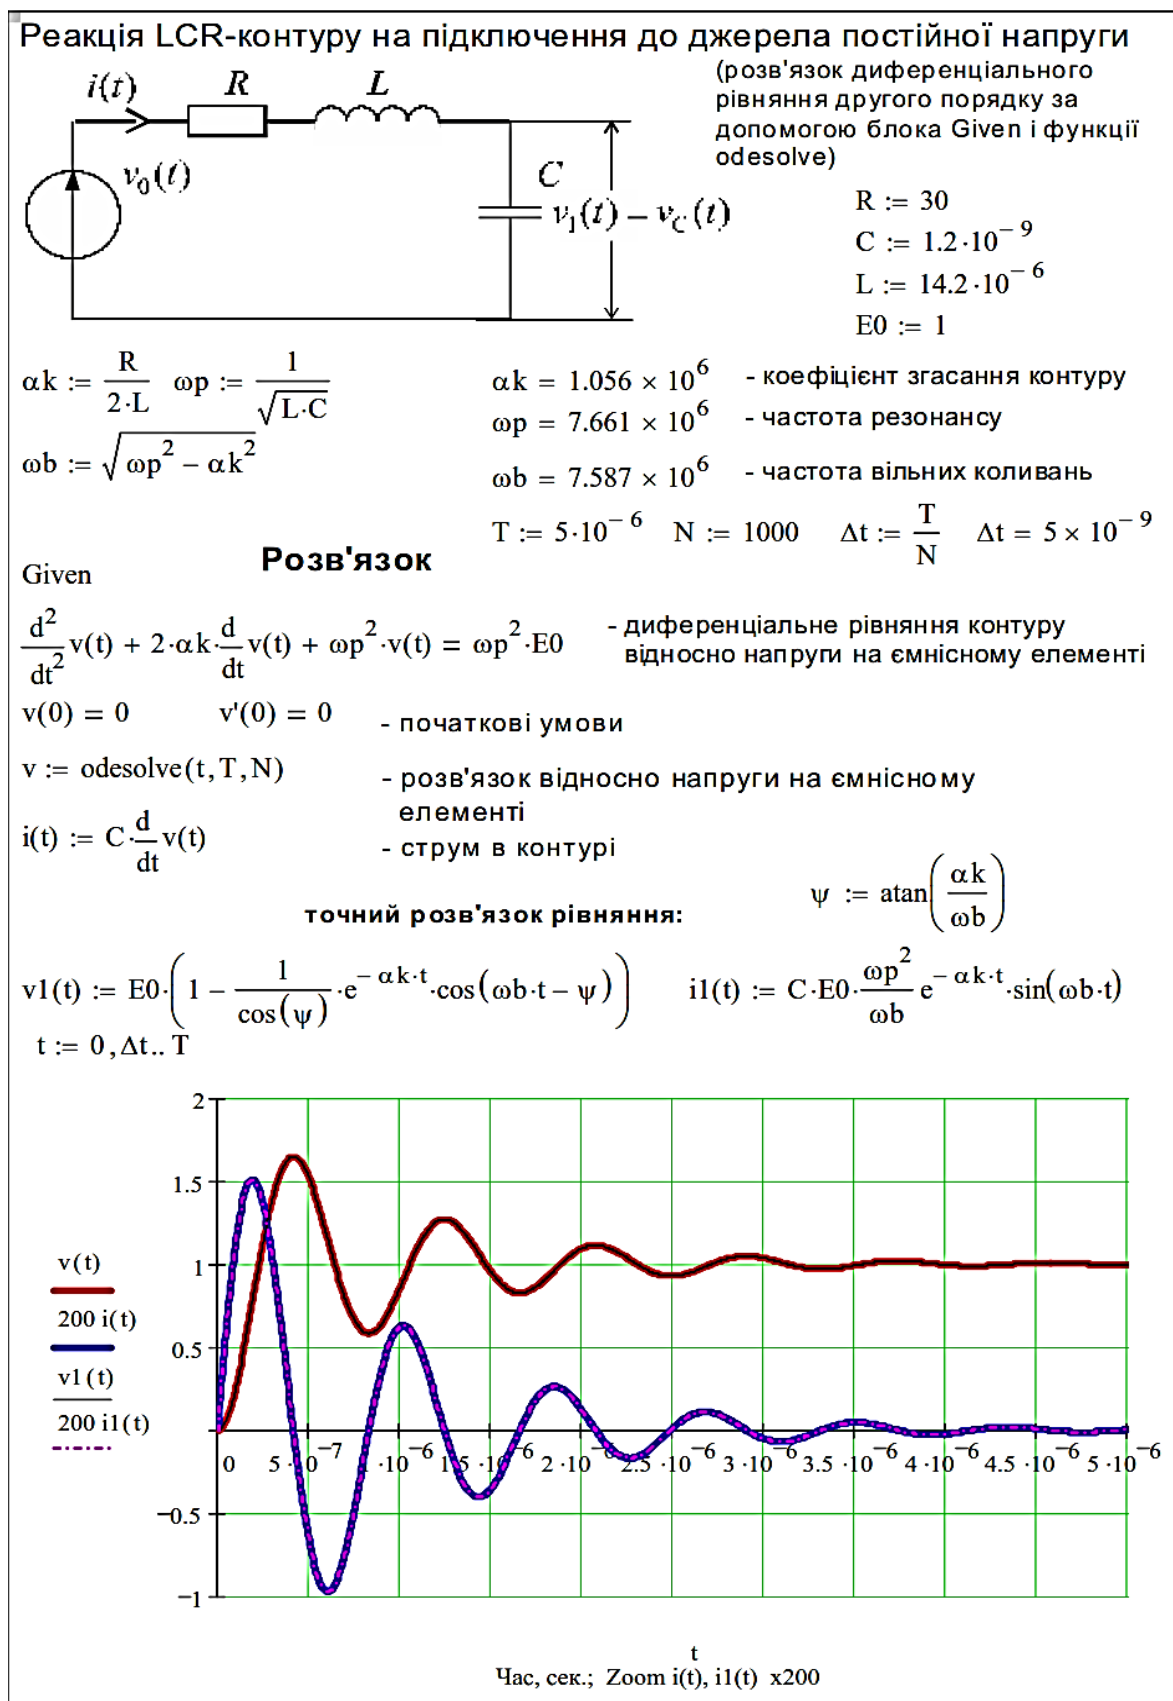 Реакція LCR-контуру на підключення до джерела постійної напруги
(розв'язок диференціального
рівняння другого порядку за
допомогою блока Given і функції
odesolve)
i(t) R L
v₀(t)
C
v₁(t) – v_C(t)
R := 30
C := 1.2·10⁻⁹
L := 14.2·10⁻⁶
E0 := 1
αk := R/(2·L) ωp := 1/√(L·C)
ωb := √(ωp² − αk²)
αk = 1.056 × 10⁶ - коефіцієнт згасання контуру
ωp = 7.661 × 10⁶ - частота резонансу
ωb = 7.587 × 10⁶ - частота вільних коливань
T := 5·10⁻⁶ N := 1000 Δt := T/N Δt = 5 × 10⁻⁹
Розв'язок
Given
d²/dt² v(t) + 2·αk·d/dt v(t) + ωp²·v(t) = ωp²·E0
- диференціальне рівняння контуру
відносно напруги на ємнісному елементі
v(0) = 0 v'(0) = 0 - початкові умови
v := odesolve(t,T,N)
- розв'язок відносно напруги на ємнісному
елементі
i(t) := C·d/dt v(t) - струм в контурі
ψ := atan(αk/ωb)
точний розв'язок рівняння:
v1(t) := E0·(1 − 1/cos(ψ)·e^(−αk·t)·cos(ωb·t − ψ)) i1(t) := C·E0·ωp²/ωb e^(−αk·t)·sin(ωb·t)
t := 0,Δt.. T
2
1.5
1
0.5
−0.5
−1
v(t)
200 i(t)
v1(t)
200 i1(t)
0 5·10⁻⁷ 1·10⁻⁶ 1.5·10⁻⁶ 2·10⁻⁶ 2.5·10⁻⁶ 3·10⁻⁶ 3.5·10⁻⁶ 4·10⁻⁶ 4.5·10⁻⁶ 5·10⁻⁶
t
Час, сек.; Zoom i(t), i1(t) x200